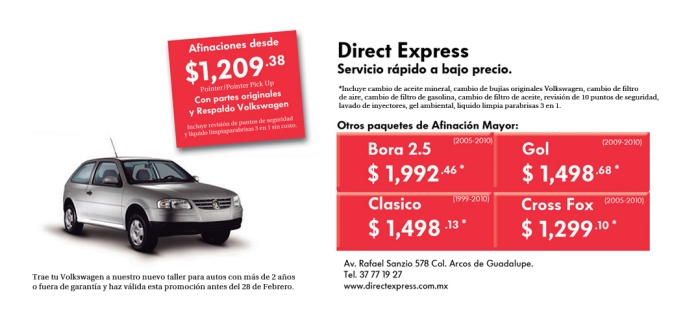 Afinaciones desde
$1,209.38
Pointer/Pointer Pick Up
Con partes originales
y Respaldo Volkswagen
Incluye revisión de puntos de seguridad
y líquido limpiaparabrisas 3 en 1 sin costo.
Trae tu Volkswagen a nuestro nuevo taller para autos con más de 2 años
o fuera de garantía y haz válida esta promoción antes del 28 de Febrero.
Direct Express
Servicio rápido a bajo precio.
*Incluye cambio de aceite mineral, cambio de bujías originales Volkswagen, cambio de filtro
de aire, cambio de filtro de gasolina, cambio de filtro de aceite, revisión de 10 puntos de seguridad,
lavado de inyectores, gel ambiental, líquido limpia parabrisas 3 en 1.
Otros paquetes de Afinación Mayor:
(2005-2010)
Bora 2.5
$ 1,992.46 *
(2009-2010)
Gol
$ 1,498.68 *
Clasico (1999-2010)
$ 1,498.13 *
Cross Fox (2005-2010)
$ 1,299.10 *
Av. Rafael Sanzio 578 Col. Arcos de Guadalupe.
Tel. 37 77 19 27
www.directexpress.com.mx